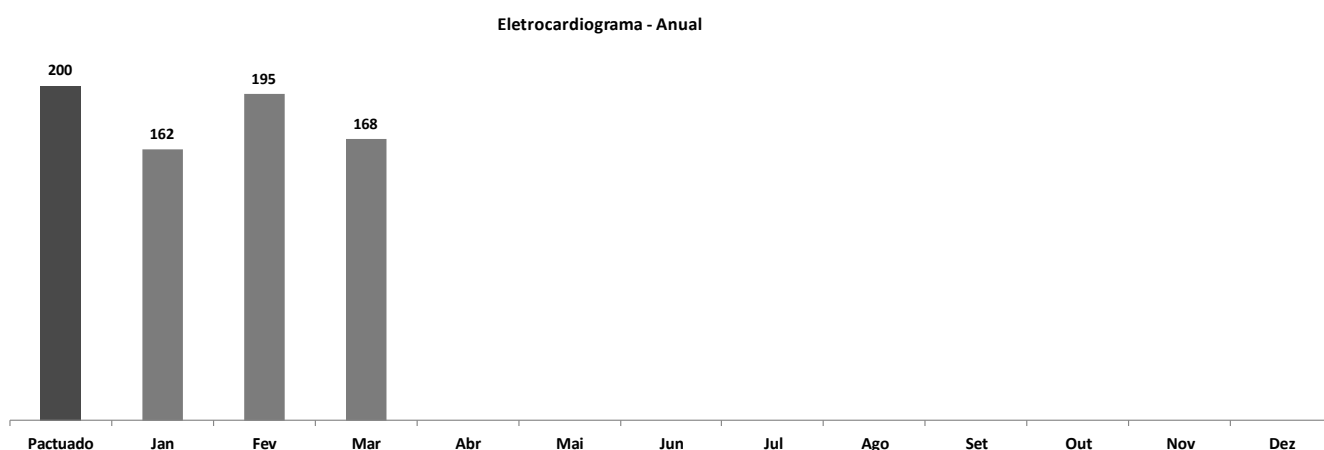 Eletrocardiograma - Anual
200
162
195
168
Pactuado Jan Fev Mar Abr Mai Jun Jul Ago Set Out Nov Dez